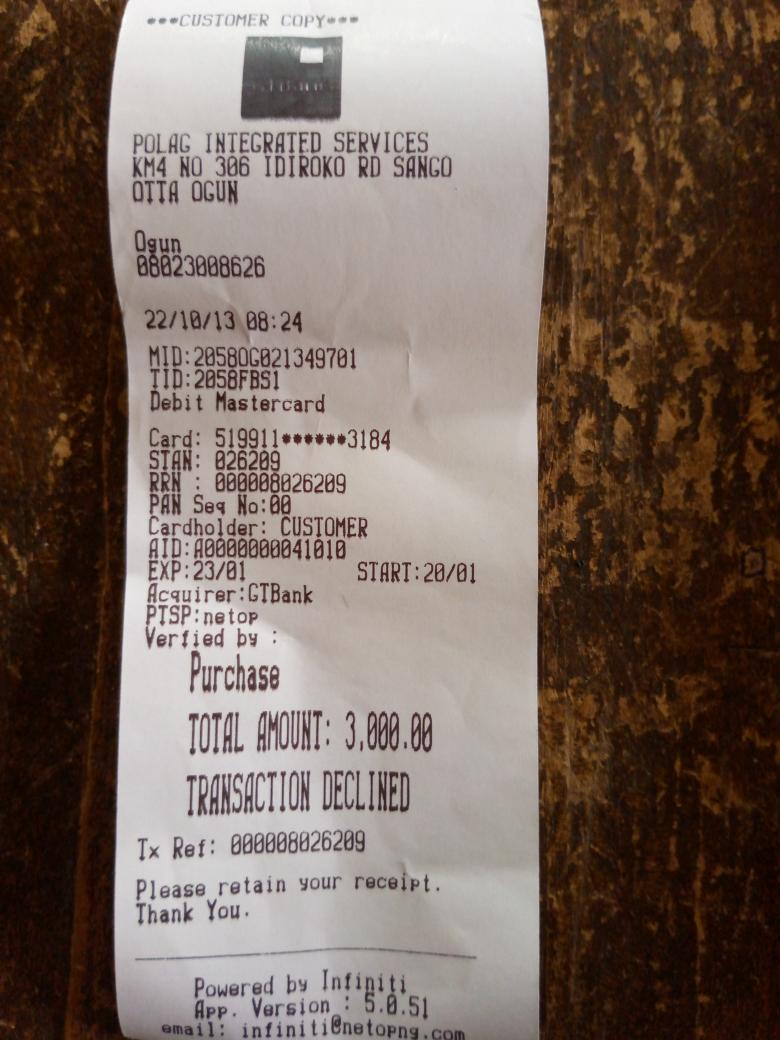 ***CUSTOMER COPY***
POLAG INTEGRATED SERVICES
KM4 NO 306 IDIROKO RD SANGO
OTTA OGUN
Ogun
08023008626
22/10/13 08:24
MID:2058OG021349701
TID:2058FBS1
Debit Mastercard
Card: 519911******3184
STAN: 026209
RRN : 000008026209
PAN Seq No:00
Cardholder: CUSTOMER
AID:A0000000041010
EXP:23/01 START:20/01
Acquirer:GTBank
PTSP:netop
Verfied by :
Purchase
TOTAL AMOUNT: 3,000.00
TRANSACTION DECLINED
Tx Ref: 000008026209
Please retain your receipt.
Thank You.
Powered by Infiniti
App. Version : 5.0.51
email: infiniti@netopng.com